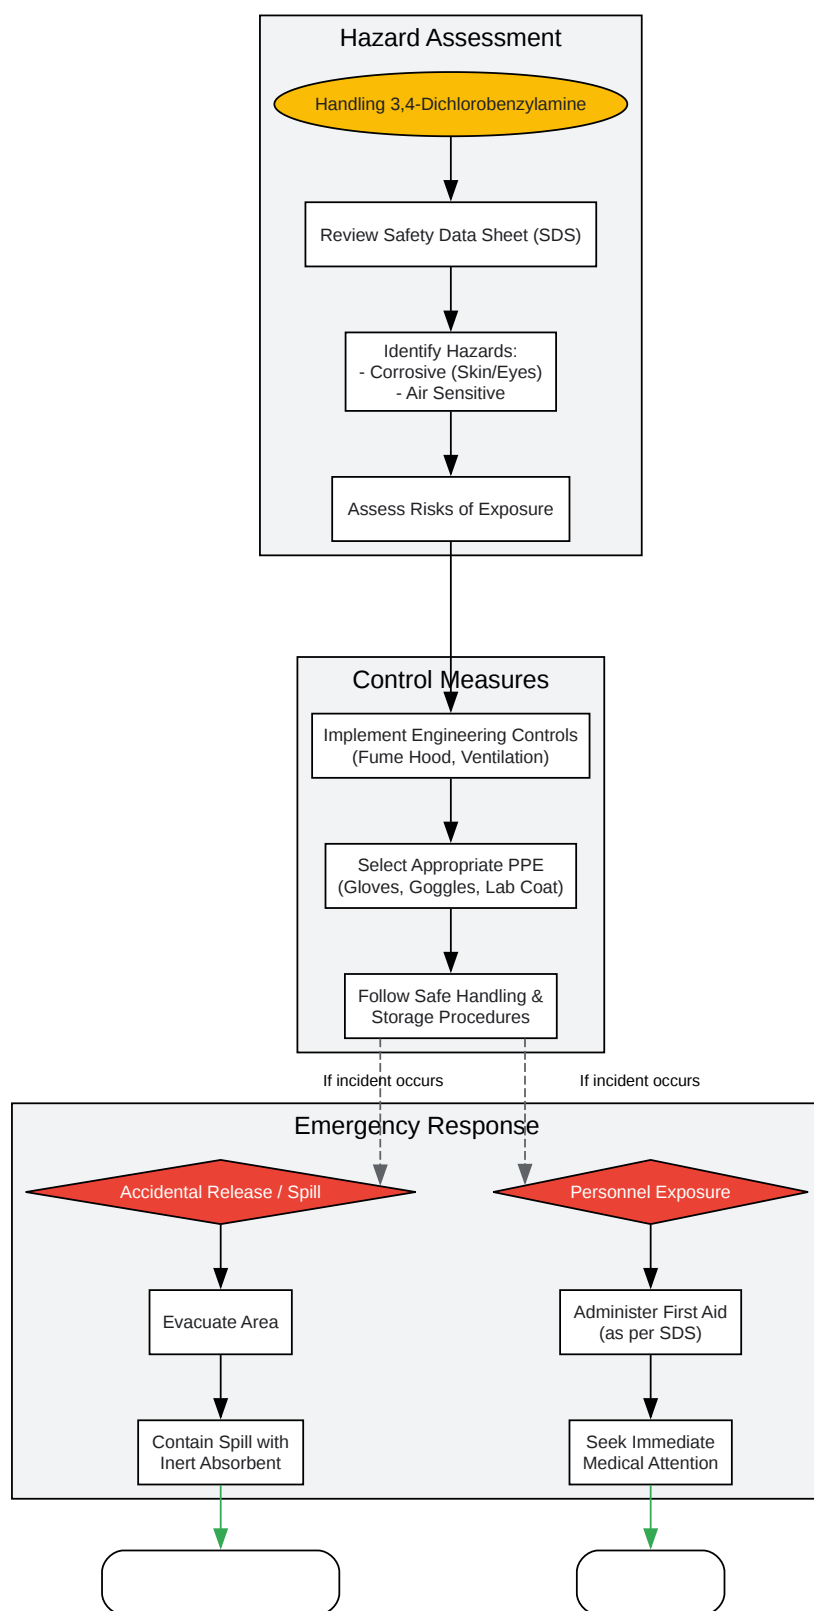 Hazard Assessment
Handling 3,4-Dichlorobenzylamine
Review Safety Data Sheet (SDS)
Identify Hazards:
- Corrosive (Skin/Eyes)
- Air Sensitive
Assess Risks of Exposure
Control Measures
Implement Engineering Controls
(Fume Hood, Ventilation)
Select Appropriate PPE
(Gloves, Goggles, Lab Coat)
Follow Safe Handling &
Storage Procedures
If incident occurs
If incident occurs
Emergency Response
Accidental Release / Spill
Personnel Exposure
Evacuate Area
Administer First Aid
(as per SDS)
Contain Spill with
Inert Absorbent
Seek Immediate
Medical Attention